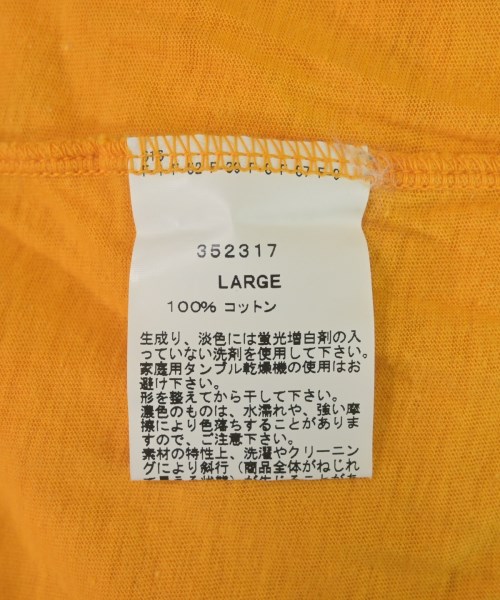 352317
LARGE
100% コットン
生成り、淡色には蛍光増白剤の入
っていない洗剤を使用して下さい。
家庭用タンブル乾燥機の使用はお
避け下さい。
形を整えてから干して下さい。
濃色のものは、水濡れや、強い摩
擦により色落ちすることがありま
すので、ご注意下さい。
素材の特性上、洗濯やクリーニン
グにより斜行(商品全体がねじれ